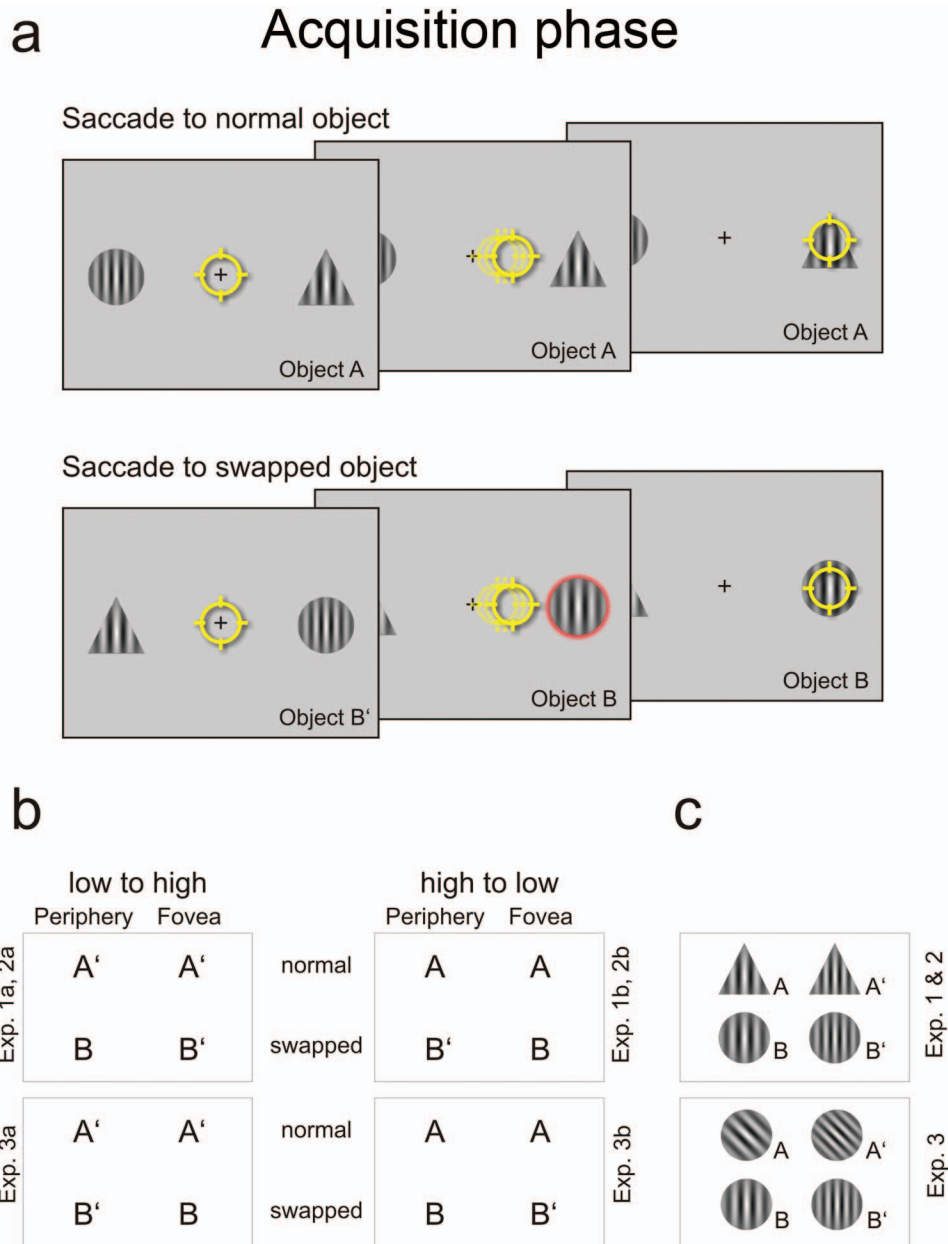 a
Acquisition phase
Saccade to normal object
Object A
Object A
Object A
Saccade to swapped object
Object B‘
Object B
Object B
b
c
low to high
high to low
Periphery Fovea
Periphery Fovea
Exp. 1a, 2a
A‘ A‘
normal
A A
Exp. 1b, 2b
B B‘
swapped
B‘ B
Exp. 3a
A‘ A‘
normal
A A
Exp. 3b
B‘ B
swapped
B B‘
A A‘
B B‘
Exp. 1 & 2
A A‘
B B‘
Exp. 3